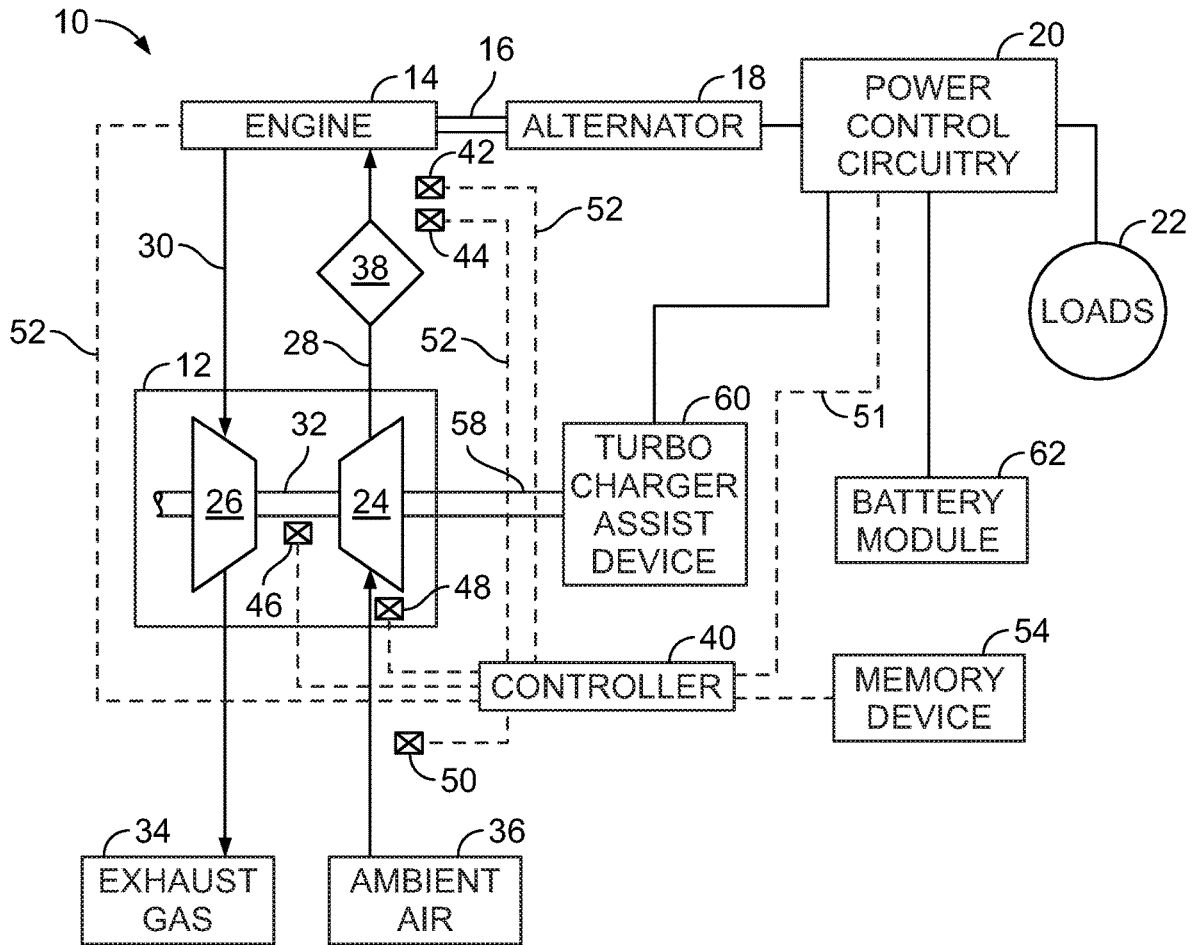 10
14
16
18
20
ENGINE
ALTERNATOR
POWER
CONTROL
CIRCUITRY
42
44
52
30
38
22
LOADS
52
28
52
12
51
60
32
58
TURBO
CHARGER
ASSIST
DEVICE
62
BATTERY
MODULE
26
24
46
48
40
CONTROLLER
54
MEMORY
DEVICE
50
34
EXHAUST
GAS
36
AMBIENT
AIR